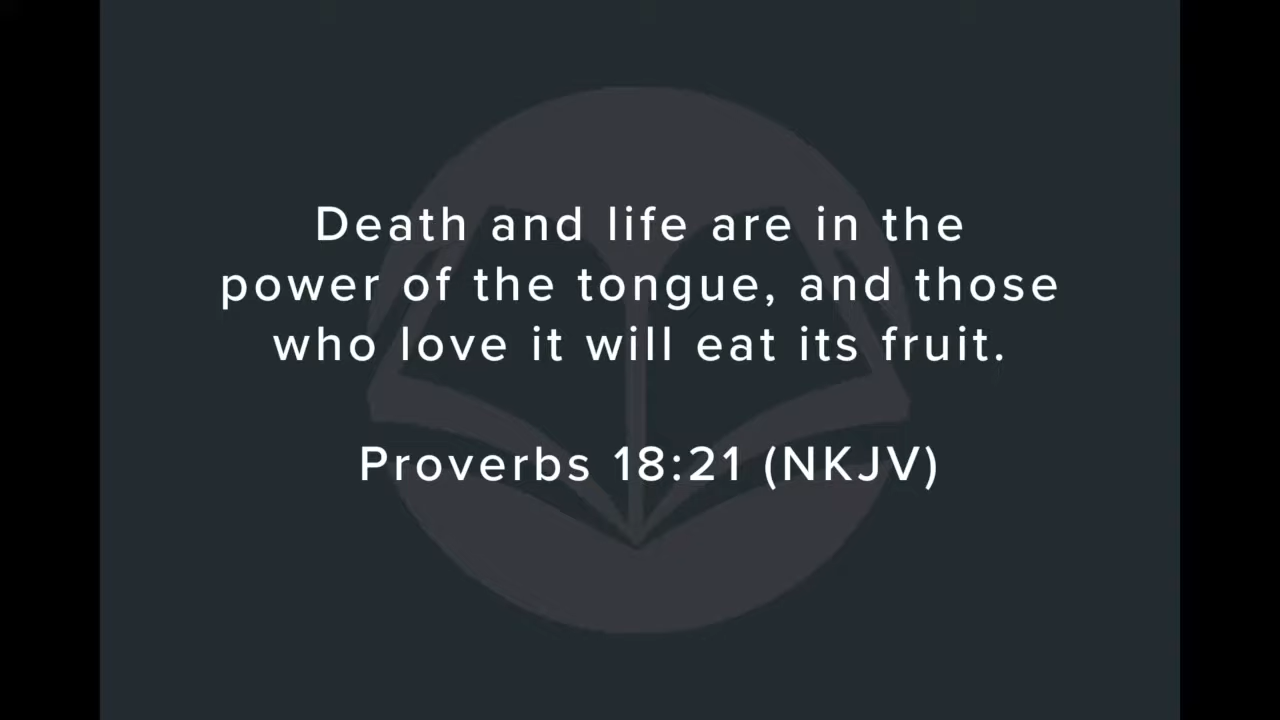 Death and life are in the
power of the tongue, and those
who love it will eat its fruit.
Proverbs 18:21 (NKJV)